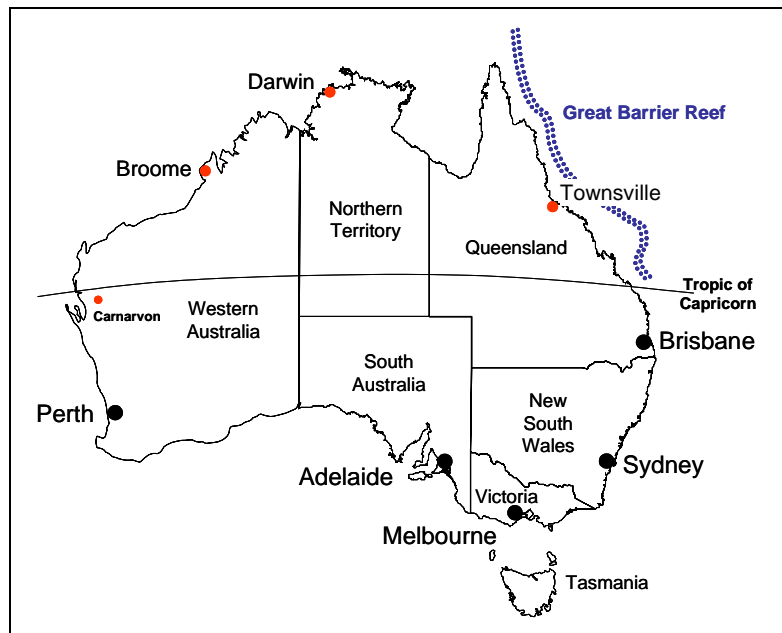 Darwin
Great Barrier Reef
Broome
Townsville
Northern
Territory
Queensland
Tropic of
Capricorn
Carnarvon
Western
Australia
Brisbane
South
Australia
New
South
Wales
Perth
Adelaide
Sydney
Victoria
Melbourne
Tasmania